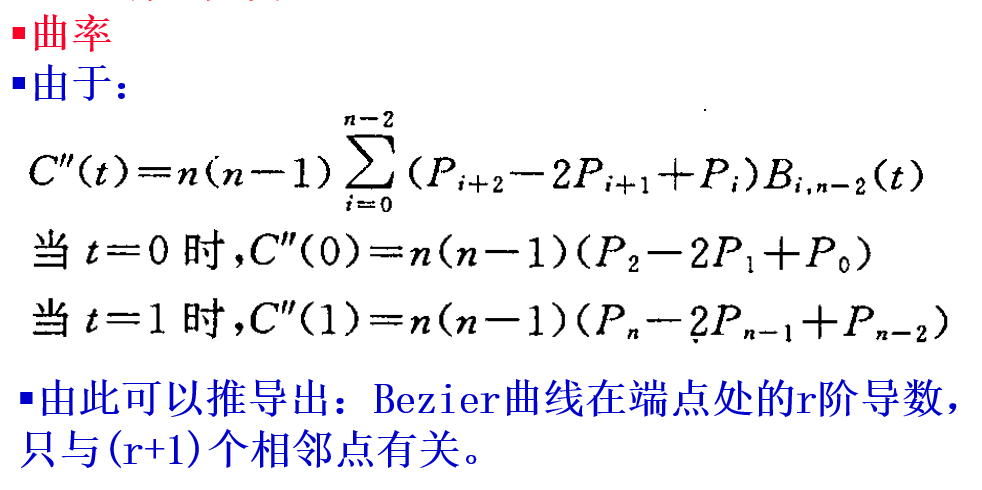 ▪曲率
▪由于：
C″(t)=n(n−1)∑_{i=0}^{n−2}(P_{i+2}−2P_{i+1}+P_i)B_{i,n−2}(t)
当 t=0 时,C″(0)=n(n−1)(P_2−2P_1+P_0)
当 t=1 时,C″(1)=n(n−1)(P_n−2P_{n−1}+P_{n−2})
▪由此可以推导出：Bezier曲线在端点处的r阶导数，
只与(r+1)个相邻点有关。